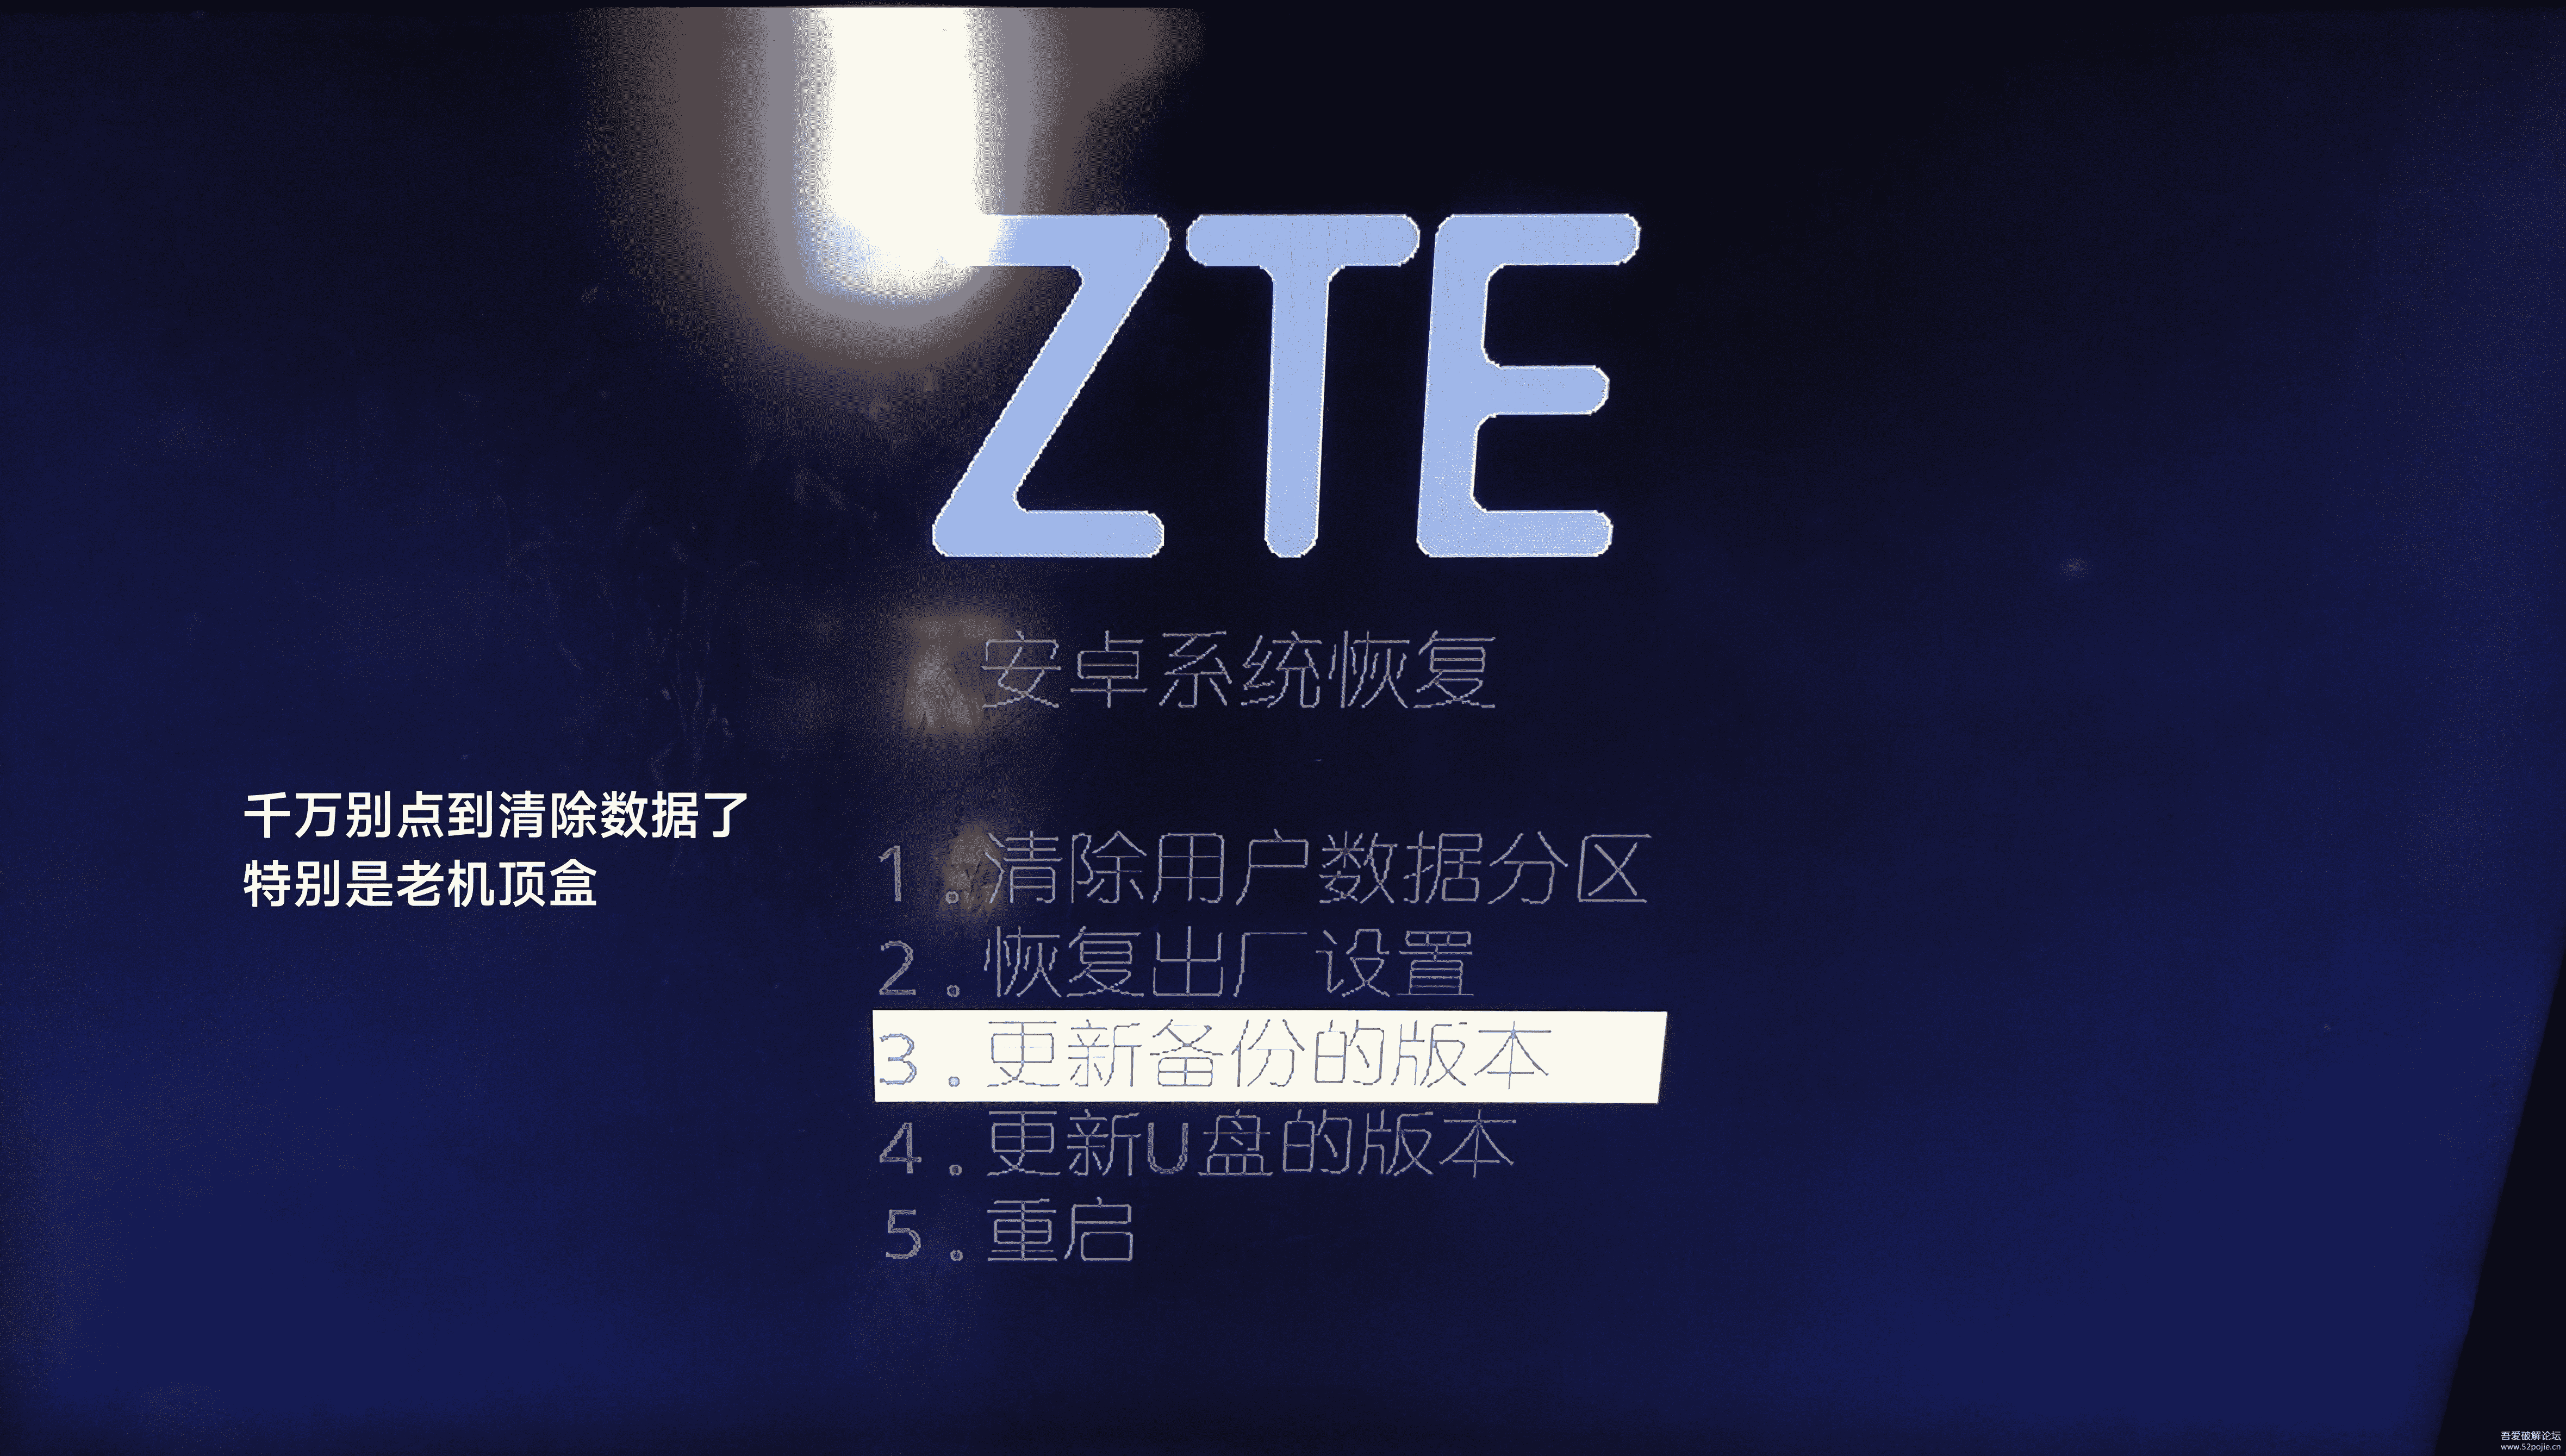 ZTE
安卓系统恢复
千万别点到清除数据了
特别是老机顶盒
1.清除用户数据分区
2.恢复出厂设置
3.更新备份的版本
4.更新U盘的版本
5.重启
吾爱破解论坛
www.52pojie.cn